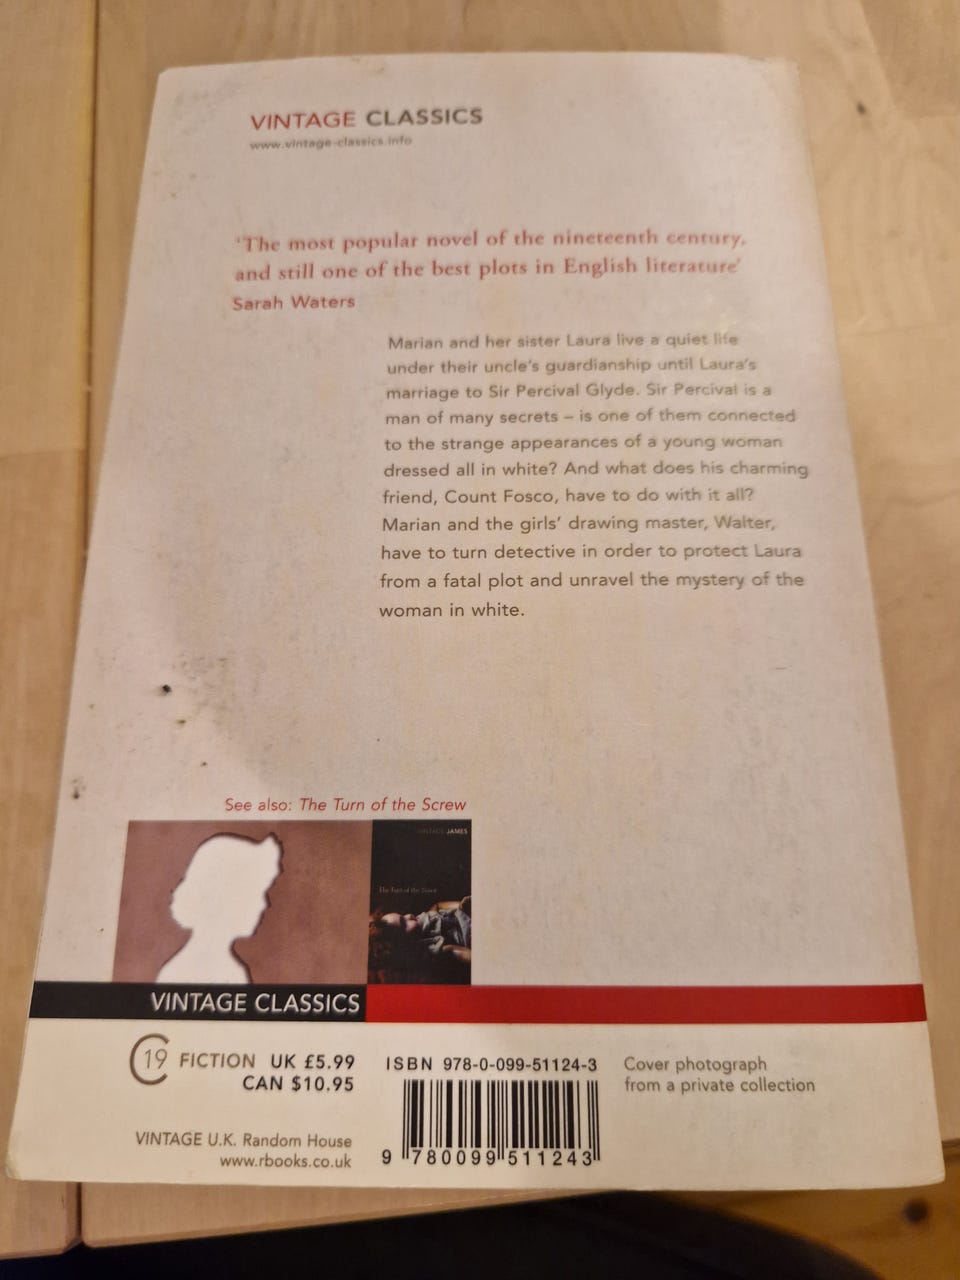 VINTAGE CLASSICS
www.vintage-classics.info
'The most popular novel of the nineteenth century,
and still one of the best plots in English literature'
Sarah Waters
Marian and her sister Laura live a quiet life
under their uncle's guardianship until Laura's
marriage to Sir Percival Glyde. Sir Percival is a
man of many secrets – is one of them connected
to the strange appearances of a young woman
dressed all in white? And what does his charming
friend, Count Fosco, have to do with it all?
Marian and the girls' drawing master, Walter,
have to turn detective in order to protect Laura
from a fatal plot and unravel the mystery of the
woman in white.
See also: The Turn of the Screw
VINTAGE JAMES
The Turn of the Screw
VINTAGE CLASSICS
C19 FICTION UK £5.99
CAN $10.95
VINTAGE U.K. Random House
www.rbooks.co.uk
ISBN 978-0-099-51124-3
9 780099 511243
Cover photograph
from a private collection